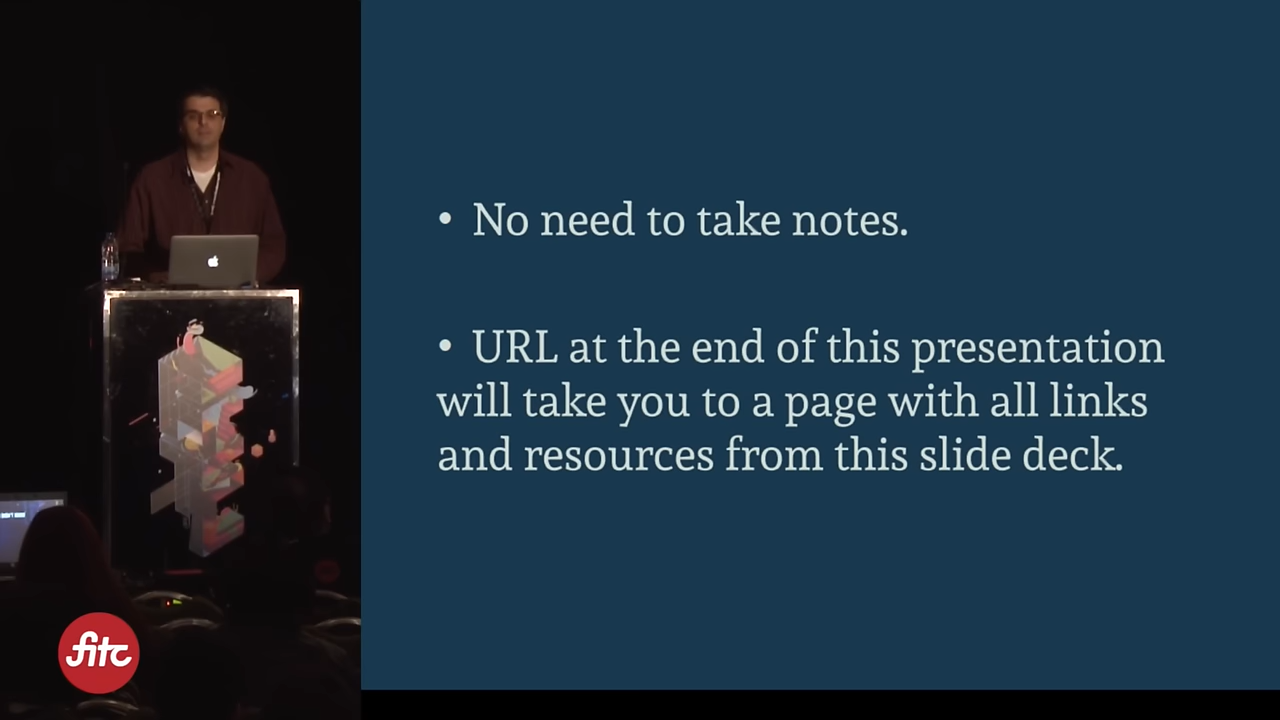 • No need to take notes.
• URL at the end of this presentation
will take you to a page with all links
and resources from this slide deck.
fitc